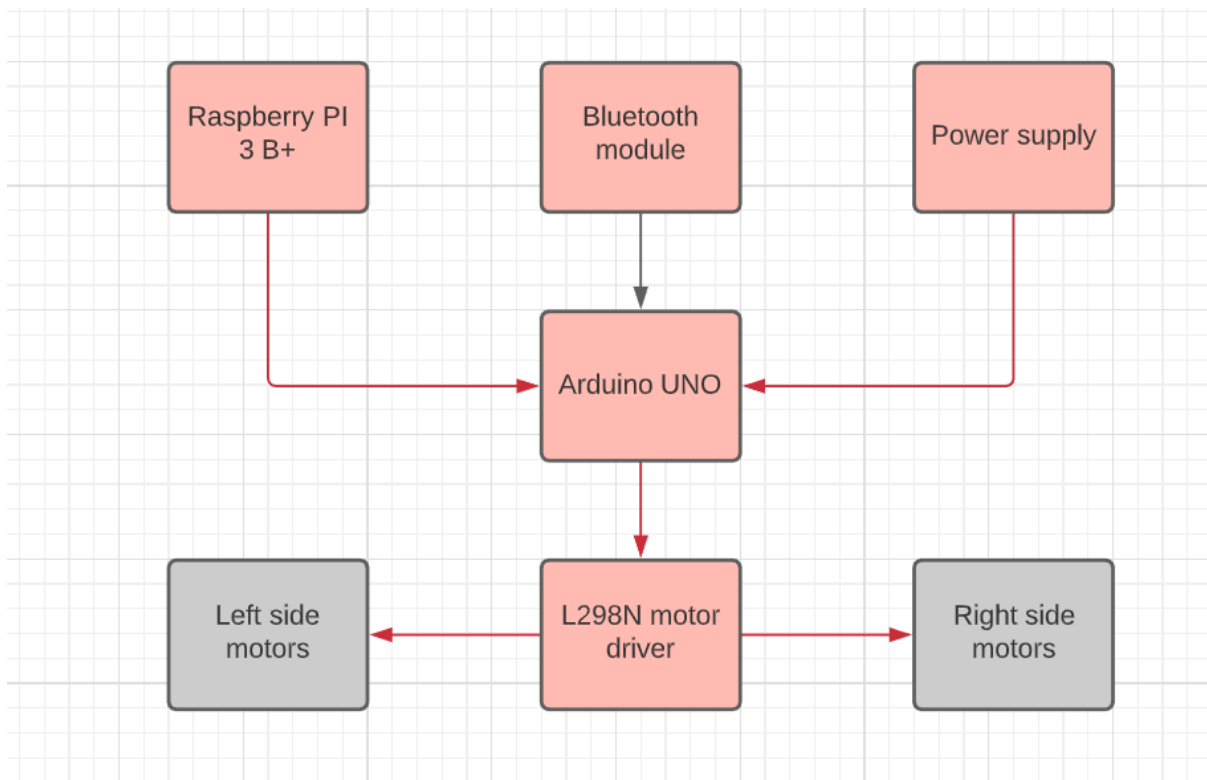 Raspberry PI
3 B+
Bluetooth
module
Power supply
Arduino UNO
Left side
motors
L298N motor
driver
Right side
motors